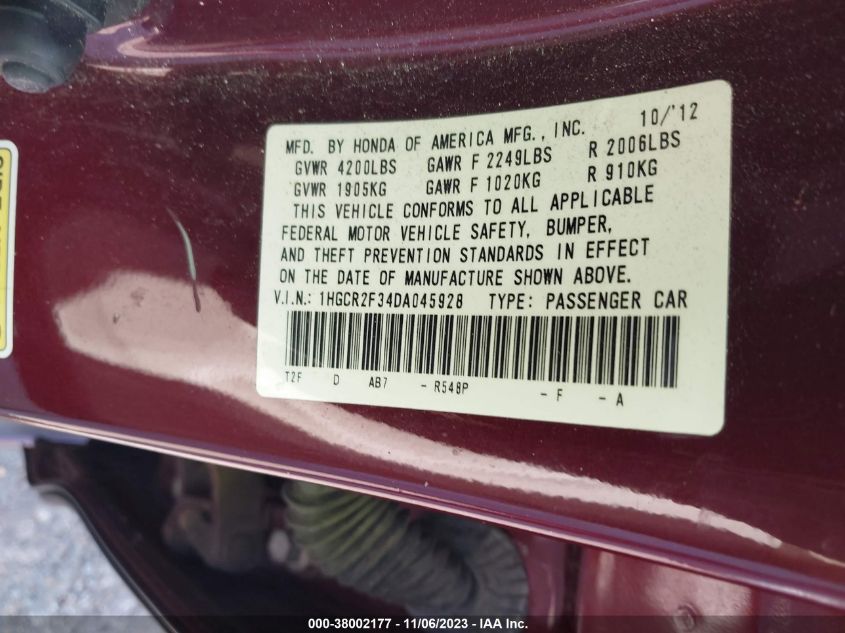 10/'12
MFD. BY HONDA OF AMERICA MFG., INC.
GVWR 4200LBS GAWR F 2249LBS R 2006LBS
GVWR 1905KG GAWR F 1020KG R 910KG
THIS VEHICLE CONFORMS TO ALL APPLICABLE
FEDERAL MOTOR VEHICLE SAFETY, BUMPER,
AND THEFT PREVENTION STANDARDS IN EFFECT
ON THE DATE OF MANUFACTURE SHOWN ABOVE.
V.I.N.: 1HGCR2F34DA045928 TYPE: PASSENGER CAR
T2F D AB7 - R548P - F - A
000-38002177 - 11/06/2023 - IAA Inc.